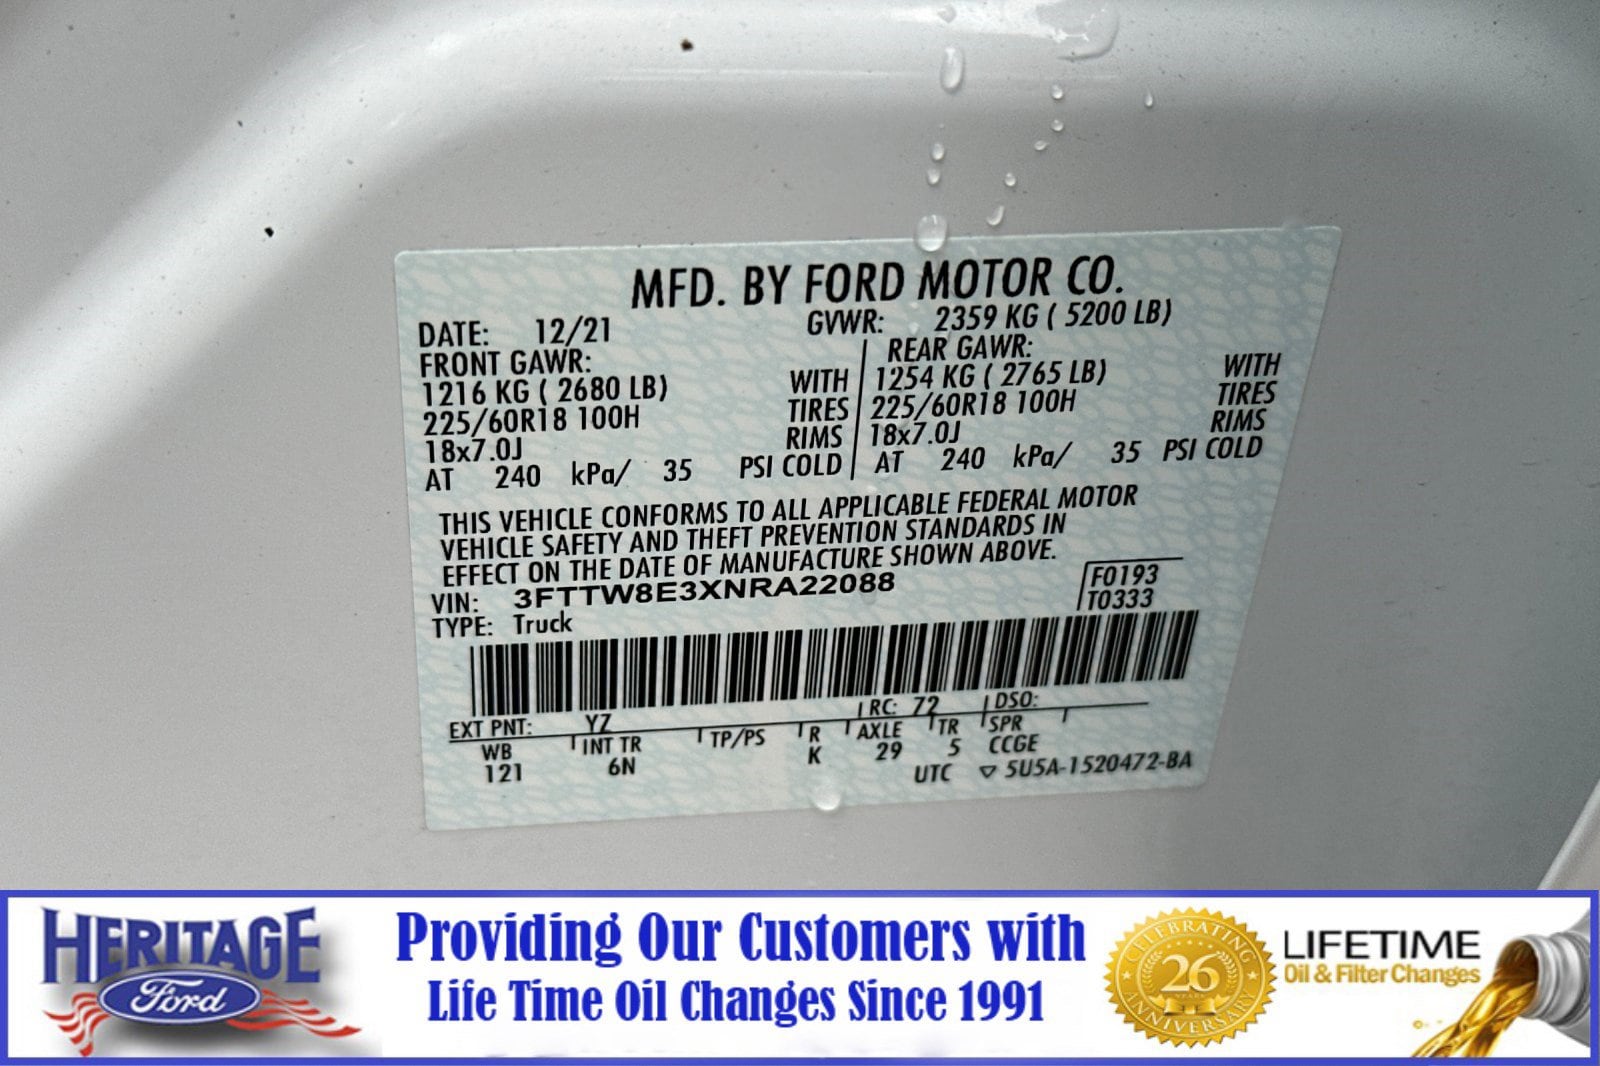 MFD. BY FORD MOTOR CO.
DATE: 12/21 GVWR: 2359 KG ( 5200 LB)
FRONT GAWR: REAR GAWR:
1216 KG ( 2680 LB) WITH 1254 KG ( 2765 LB) WITH
225/60R18 100H TIRES 225/60R18 100H TIRES
18x7.0J RIMS 18x7.0J RIMS
AT 240 kPa/ 35 PSI COLD AT 240 kPa/ 35 PSI COLD
THIS VEHICLE CONFORMS TO ALL APPLICABLE FEDERAL MOTOR
VEHICLE SAFETY AND THEFT PREVENTION STANDARDS IN
EFFECT ON THE DATE OF MANUFACTURE SHOWN ABOVE.
VIN: 3FTTW8E3XNRA22088 F0193
TYPE: Truck T0333
EXT PNT: YZ RC: 72 DSO:
WB INT TR TP/PS R AXLE TR SPR
121 6N K 29 5 CCGE
UTC ▽ 5U5A-1520472-BA
HERITAGE
Ford
Providing Our Customers with
Life Time Oil Changes Since 1991
CELEBRATING
26
YEARS
ANNIVERSARY
LIFETIME
Oil & Filter Changes